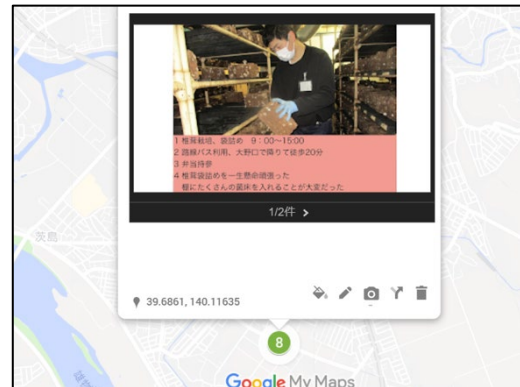 1 椎茸栽培、袋詰め　9：00～15:00
2 路線バス利用、大野口で降りて徒歩20分
3 弁当持参
4 椎茸袋詰めを一生懸命頑張った
棚にたくさんの菌床を入れることが大変だった
1/2件 >
茨島
39.6861, 140.11635
8
Google My Maps